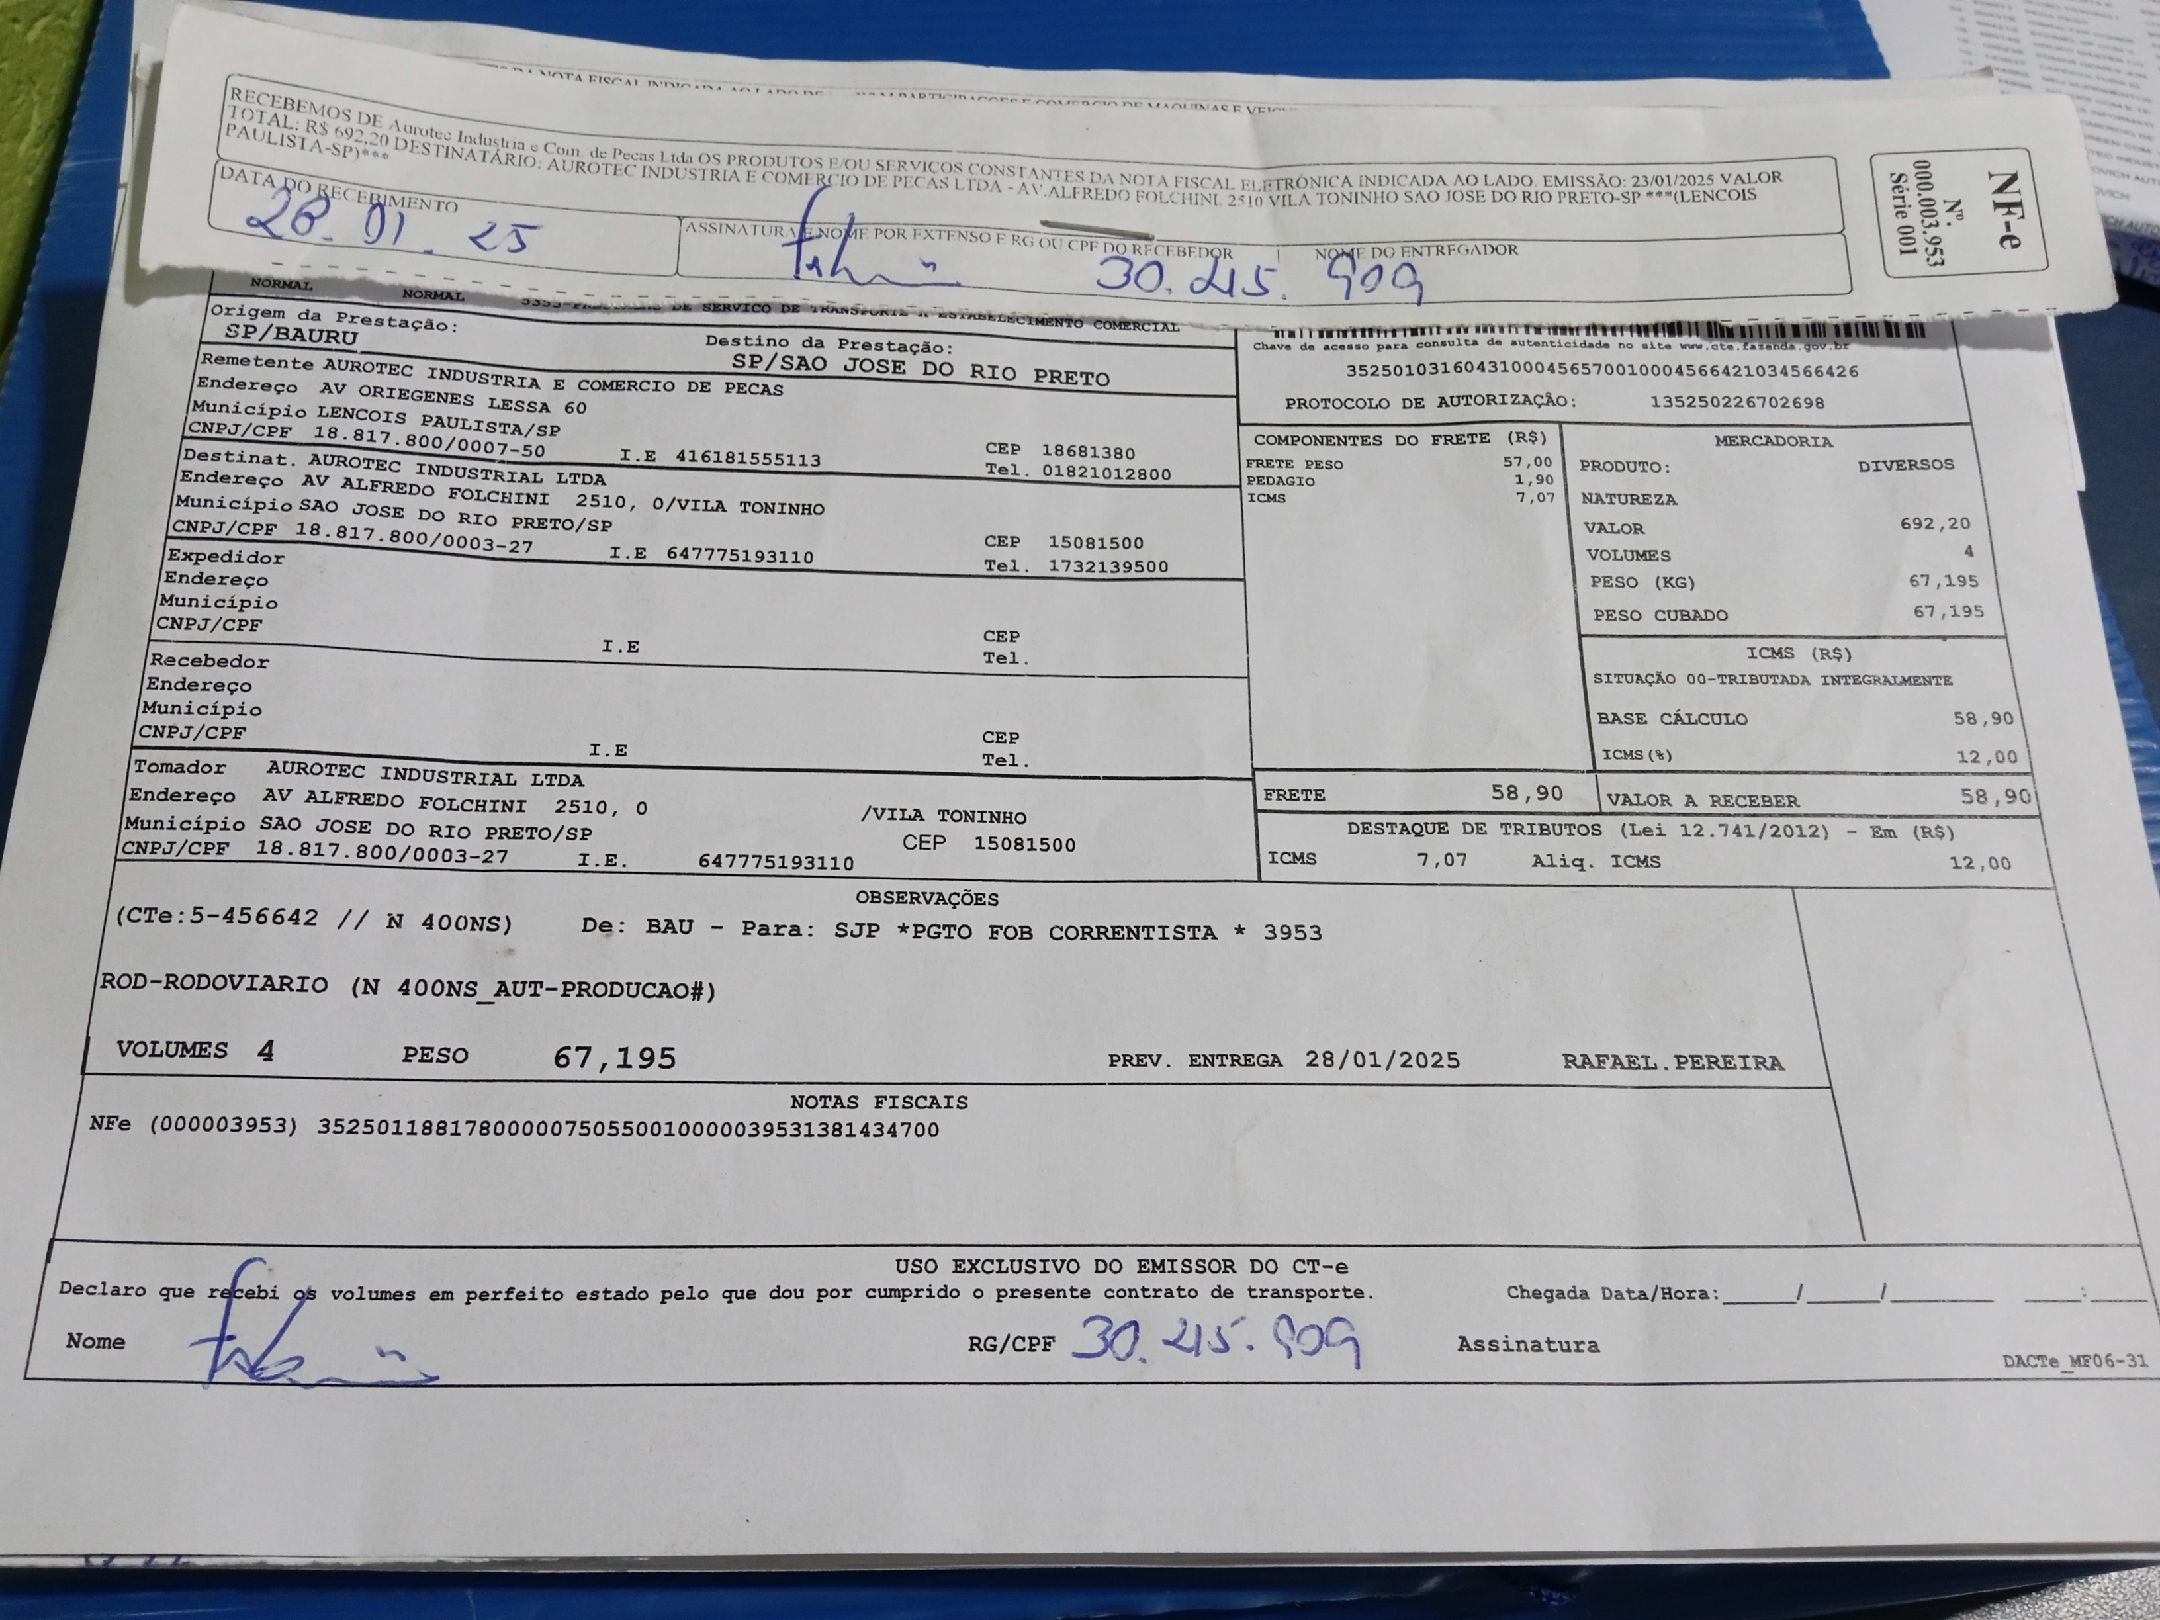 RECEBEMOS DE Aurotec Industria e Com. de Pecas Ltda OS PRODUTOS E/OU SERVIÇOS CONSTANTES DA NOTA FISCAL ELETRÔNICA INDICADA AO LADO. EMISSÃO: 23/01/2025 VALOR
TOTAL: R$ 692,20 DESTINATÁRIO: AUROTEC INDUSTRIA E COMERCIO DE PECAS LTDA - AV.ALFREDO FOLCHINI, 2510 VILA TONINHO SAO JOSE DO RIO PRETO-SP ***(LENCOIS
PAULISTA-SP)***
DATA DO RECEBIMENTO
28.01.25
ASSINATURA E NOME POR EXTENSO E RG OU CPF DO RECEBEDOR
30.215.909
NOME DO ENTREGADOR
NF-e
Nº.
000.003.953
Série 001
NORMAL NORMAL DE SERVICO DE TRANSPORTE A ESTABELECIMENTO COMERCIAL
Origem da Prestação:
SP/BAURU
Destino da Prestação:
SP/SAO JOSE DO RIO PRETO
Chave de acesso para consulta de autenticidade no site www.cte.fazenda.gov.br
35250103160431000456570010004566421034566426
PROTOCOLO DE AUTORIZAÇÃO: 135250226702698
Remetente AUROTEC INDUSTRIA E COMERCIO DE PECAS
Endereço AV ORIEGENES LESSA 60
Município LENCOIS PAULISTA/SP CEP 18681380
CNPJ/CPF 18.817.800/0007-50 I.E 416181555113 Tel. 01821012800
Destinat. AUROTEC INDUSTRIAL LTDA
Endereço AV ALFREDO FOLCHINI 2510, 0/VILA TONINHO
Município SAO JOSE DO RIO PRETO/SP CEP 15081500
CNPJ/CPF 18.817.800/0003-27 I.E 647775193110 Tel. 1732139500
Expedidor
Endereço
Município CEP
CNPJ/CPF I.E Tel.
Recebedor
Endereço
Município CEP
CNPJ/CPF I.E Tel.
Tomador AUROTEC INDUSTRIAL LTDA
Endereço AV ALFREDO FOLCHINI 2510, 0 /VILA TONINHO
Município SAO JOSE DO RIO PRETO/SP CEP 15081500
CNPJ/CPF 18.817.800/0003-27 I.E. 647775193110
COMPONENTES DO FRETE (R$)
FRETE PESO 57,00
PEDAGIO 1,90
ICMS 7,07
MERCADORIA
PRODUTO: DIVERSOS
NATUREZA
VALOR 692,20
VOLUMES 4
PESO (KG) 67,195
PESO CUBADO 67,195
ICMS (R$)
SITUAÇÃO 00-TRIBUTADA INTEGRALMENTE
BASE CÁLCULO 58,90
ICMS(%) 12,00
FRETE 58,90 VALOR A RECEBER 58,90
DESTAQUE DE TRIBUTOS (Lei 12.741/2012) - Em (R$)
ICMS 7,07 Aliq. ICMS 12,00
OBSERVAÇÕES
(CTe:5-456642 // N 400NS) De: BAU - Para: SJP *PGTO FOB CORRENTISTA * 3953
ROD-RODOVIARIO (N 400NS_AUT-PRODUCAO#)
VOLUMES 4 PESO 67,195 PREV. ENTREGA 28/01/2025 RAFAEL.PEREIRA
NOTAS FISCAIS
NFe (000003953) 35250118817800000750550010000039531381434700
USO EXCLUSIVO DO EMISSOR DO CT-e
Declaro que recebi os volumes em perfeito estado pelo que dou por cumprido o presente contrato de transporte. Chegada Data/Hora:_____/_____/_______ ____:____
Nome RG/CPF 30.215.909 Assinatura
DACTe_MF06-31